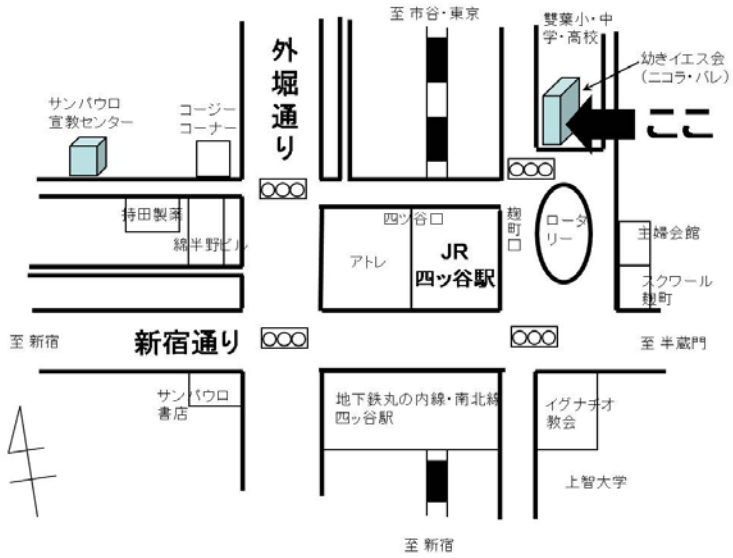 至 市谷・東京
雙葉小・中
学・高校
外堀通り
幼きイエス会
（ニコラ・バレ）
サンパウロ
宣教センター
コージー
コーナー
ここ
持田製薬
綿半野ビル
四ツ谷口
麹町口
ロータ
リー
主婦会館
アトレ
JR
四ッ谷駅
スクワール
麹町
至 新宿
新宿通り
至 半蔵門
サンパウロ
書店
地下鉄丸の内線・南北線
四ッ谷駅
イグナチオ
教会
上智大学
至 新宿